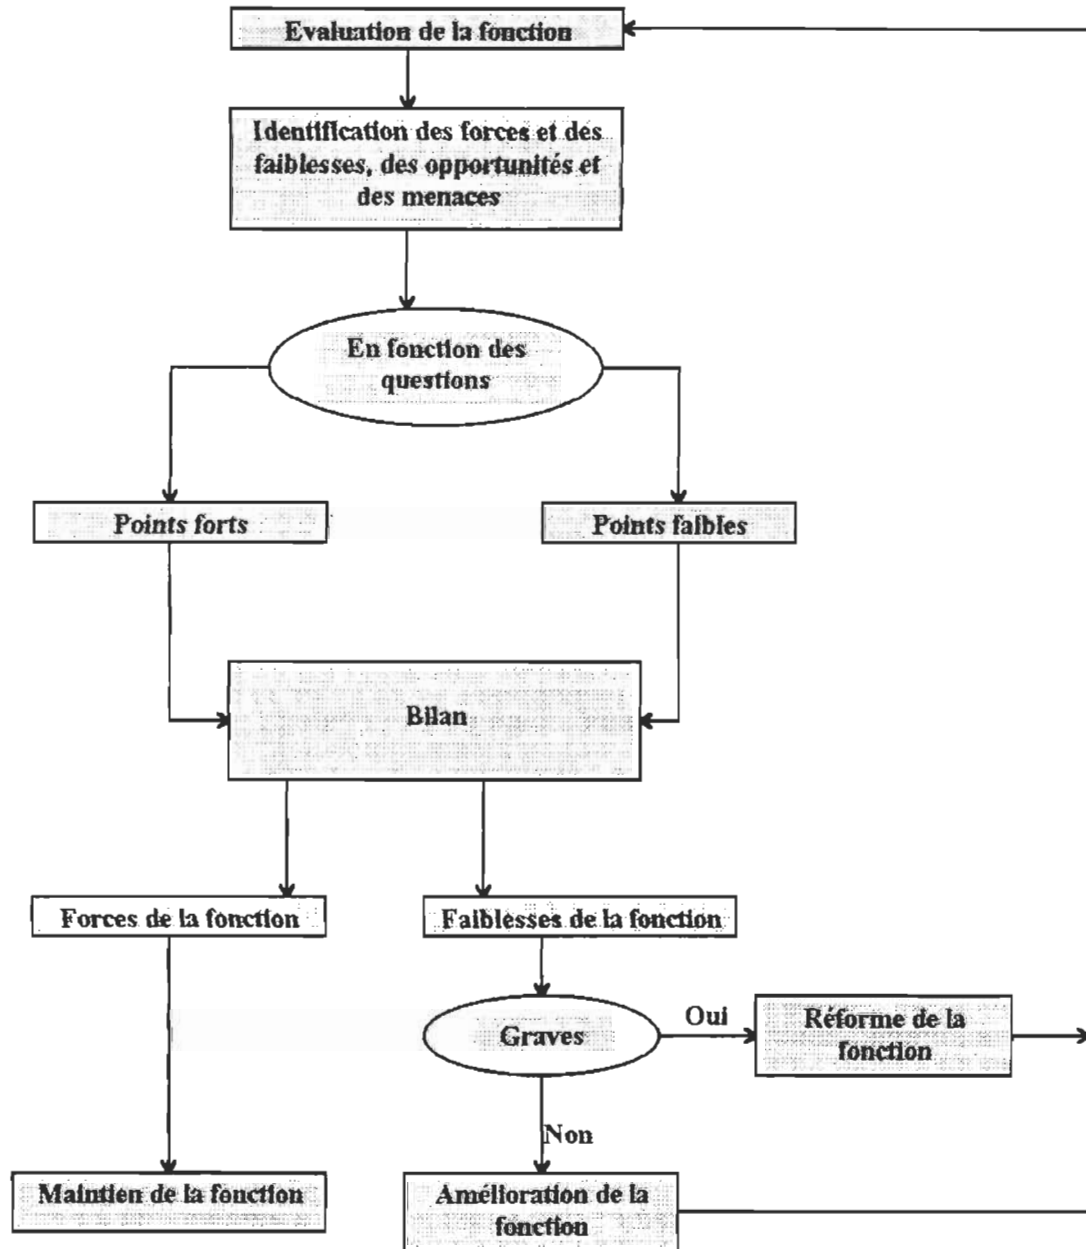 Evaluation de la fonction
Identification des forces et des
faiblesses, des opportunités et
des menaces
En fonction des
questions
Points forts
Points faibles
Bilan
Forces de la fonction
Faiblesses de la fonction
Graves
Oui
Réforme de la
fonction
Non
Maintien de la fonction
Amélioration de la
fonction